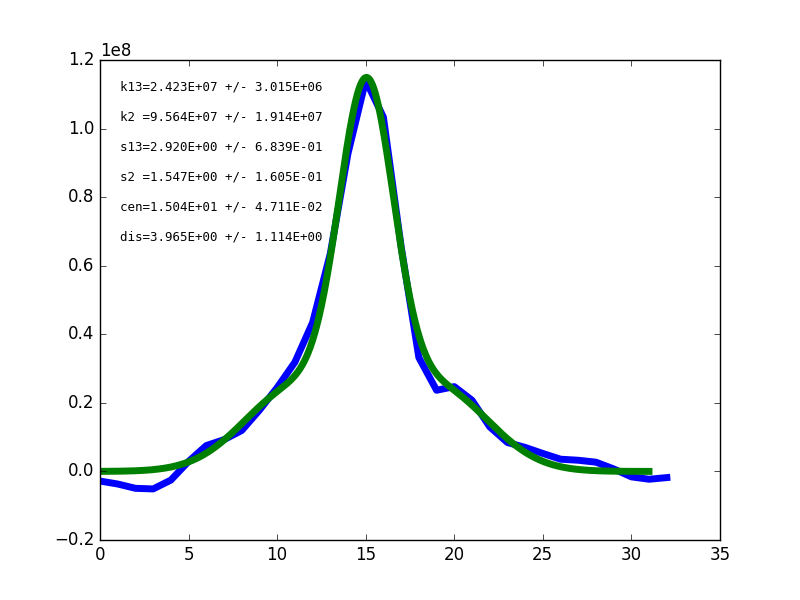 1e8
1.2
1.0
0.8
0.6
0.4
0.2
0.0
−0.2
k13=2.423E+07 +/- 3.015E+06
k2 =9.564E+07 +/- 1.914E+07
s13=2.920E+00 +/- 6.839E-01
s2 =1.547E+00 +/- 1.605E-01
cen=1.504E+01 +/- 4.711E-02
dis=3.965E+00 +/- 1.114E+00
0 5 10 15 20 25 30 35